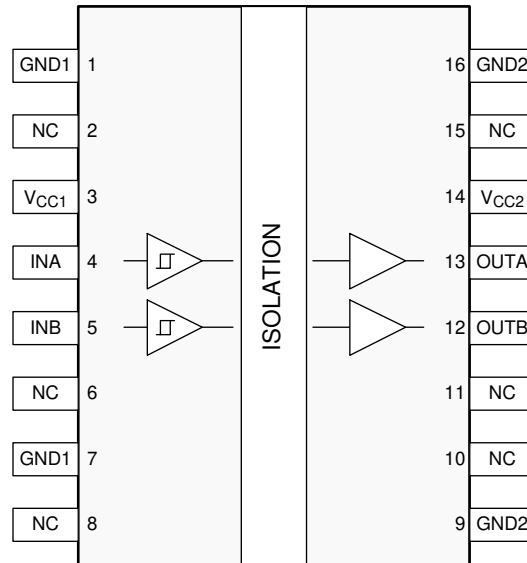 GND1 1
NC 2
VCC1 3
INA 4
INB 5
NC 6
GND1 7
NC 8
ISOLATION
16 GND2
15 NC
14 VCC2
13 OUTA
12 OUTB
11 NC
10 NC
9 GND2